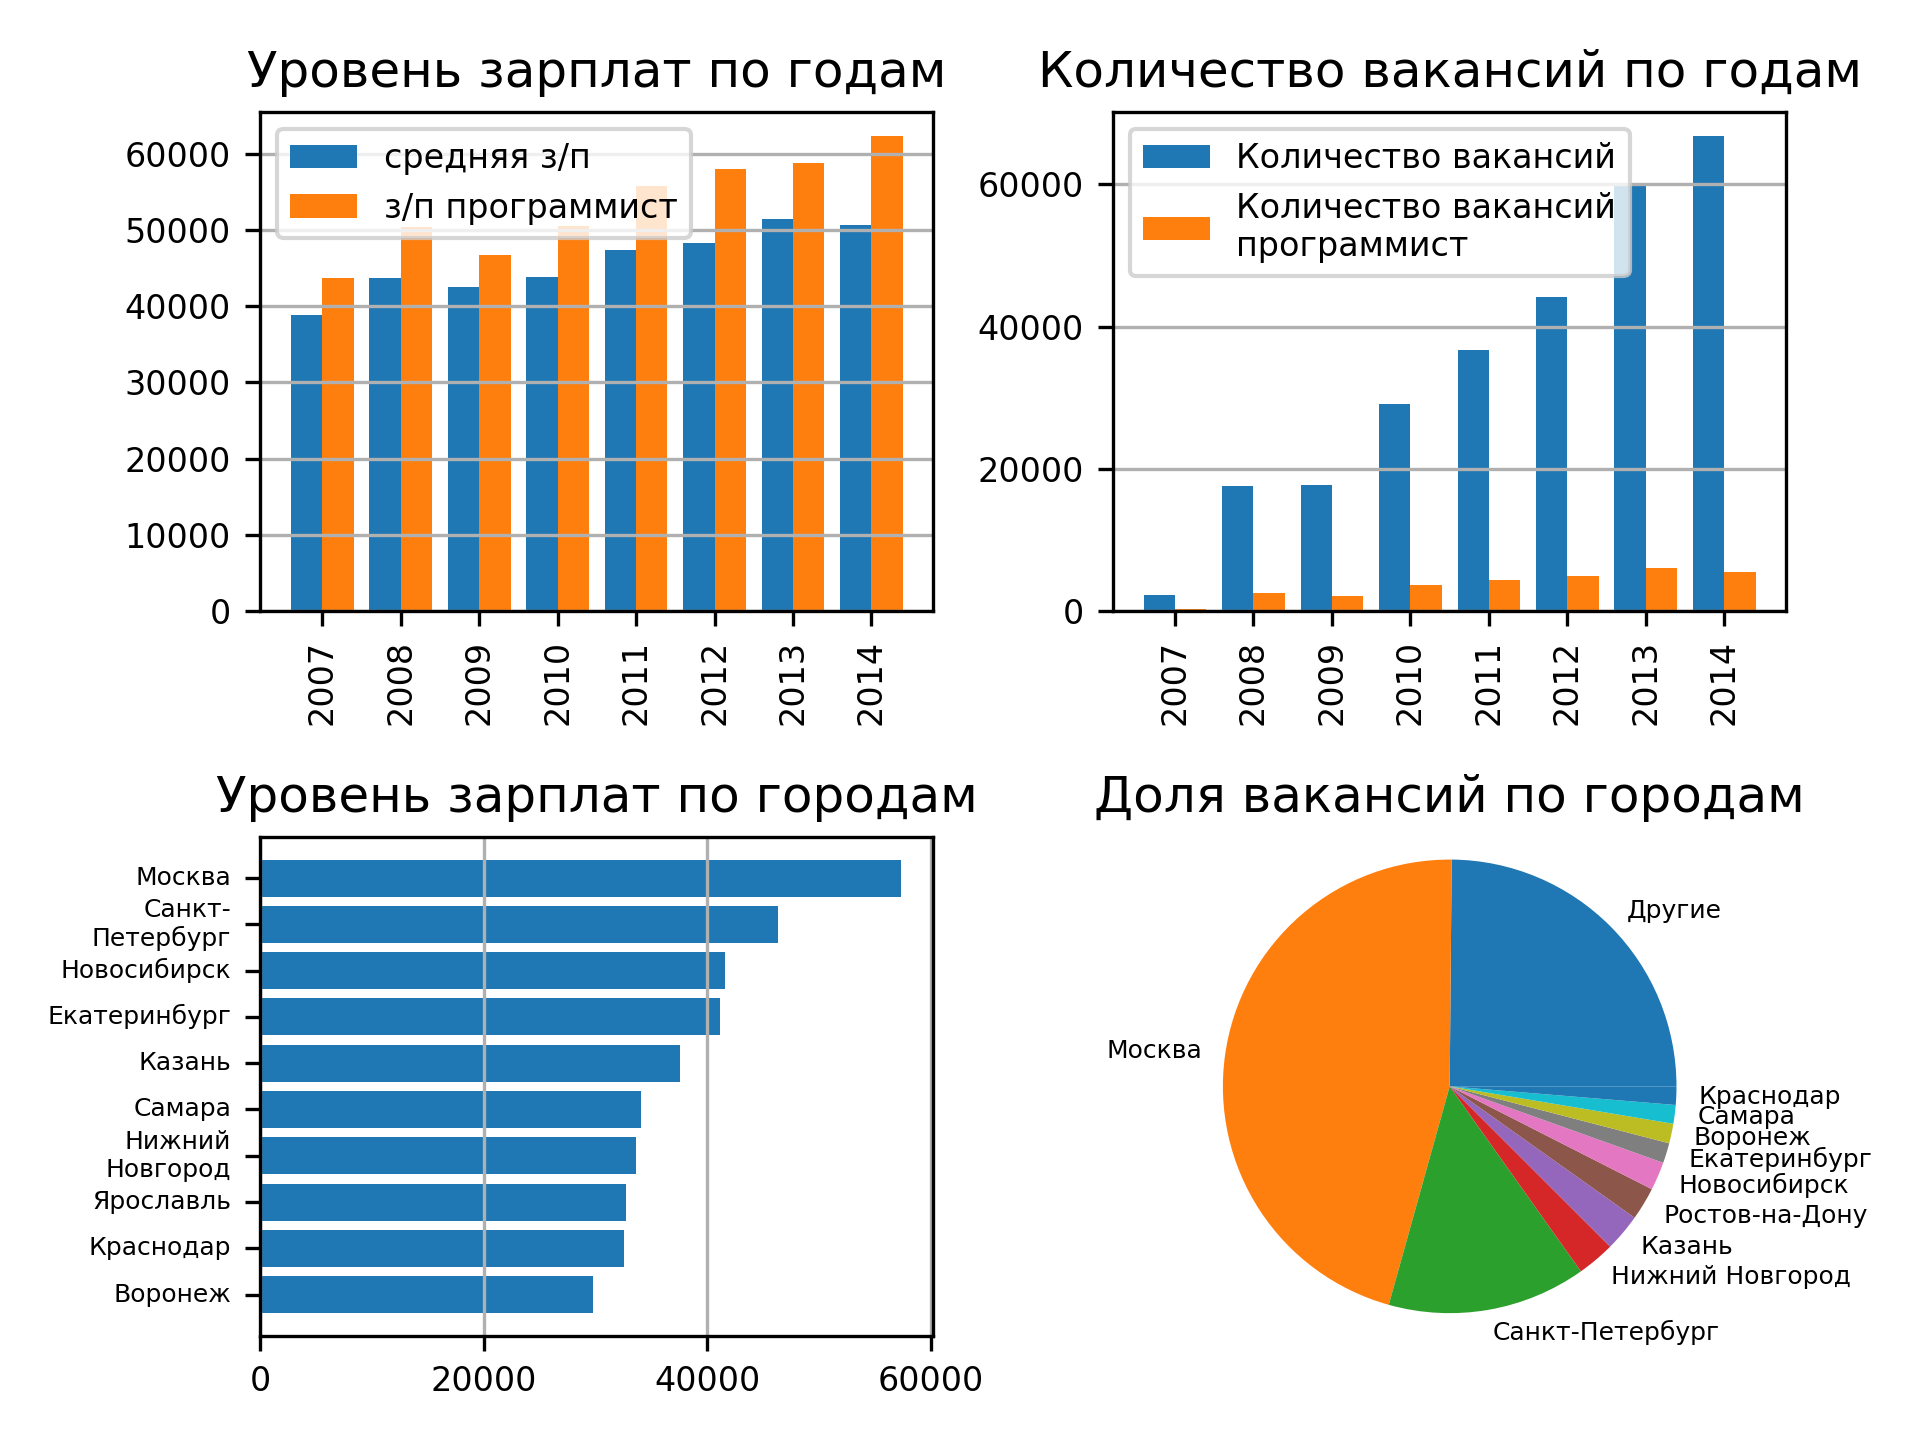 Уровень зарплат по годам
60000
50000
40000
30000
20000
10000
0
средняя з/п
з/п программист
2007
2008
2009
2010
2011
2012
2013
2014
Количество вакансий по годам
60000
40000
20000
0
Количество вакансий
Количество вакансий
программист
2007
2008
2009
2010
2011
2012
2013
2014
Уровень зарплат по городам
Москва
Санкт-
Петербург
Новосибирск
Екатеринбург
Казань
Самара
Нижний
Новгород
Ярославль
Краснодар
Воронеж
0
20000
40000
60000
Доля вакансий по городам
Другие
Москва
Краснодар
Самара
Воронеж
Екатеринбург
Новосибирск
Ростов-на-Дону
Казань
Нижний Новгород
Санкт-Петербург